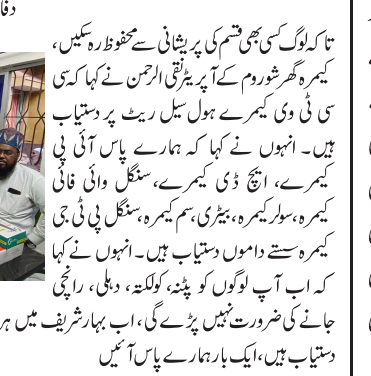 دفا
تاکہ لوگ کسی بھی قسم کی پریشانی سے محفوظ رہ سکیں،
کیمرہ گھر شوروم کے آپریٹر نقی الرحمن نے کہا کہ سی
سی ٹی وی کیمرے ہول سیل ریٹ پر دستیاب
ہیں۔ انہوں نے کہا کہ ہمارے پاس آئی پی
کیمرے، ایچ ڈی کیمرے، سنگل وائی فائی
کیمرہ، سولر کیمرہ، بیٹری، سم کیمرہ، سنگل پی ٹی جی
کیمرہ سستے داموں دستیاب ہیں۔ انہوں نے کہا
کہ اب آپ لوگوں کو پٹنہ، کولکتہ، دہلی، رانچی
جانے کی ضرورت نہیں پڑے گی، اب بہار شریف میں ہر
دستیاب ہیں، ایک بار ہمارے پاس آئیں